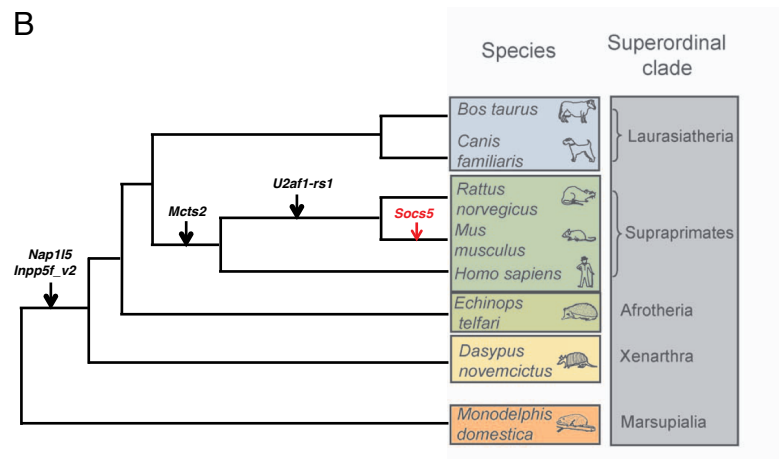 B
Species
Superordinal
clade
Bos taurus
Canis
familiaris
Laurasiatheria
Rattus
norvegicus
Mus
musculus
Homo sapiens
Supraprimates
Echinops
telfari
Afrotheria
Dasypus
novemcictus
Xenarthra
Monodelphis
domestica
Marsupialia
U2af1-rs1
Mcts2
Socs5
Nap1l5
Inpp5f_v2